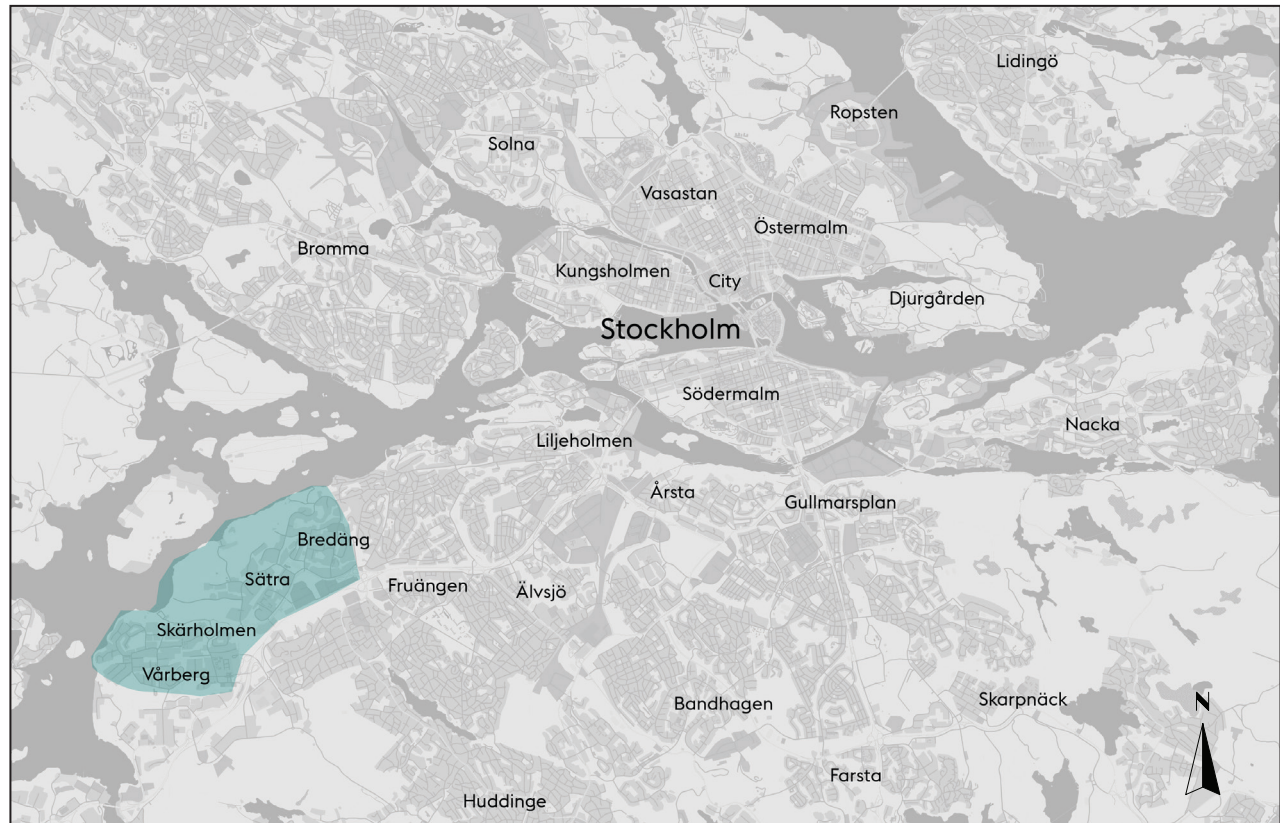 Lidingö
Ropsten
Solna
Vasastan
Östermalm
Bromma
Kungsholmen
City
Djurgården
Stockholm
Södermalm
Nacka
Liljeholmen
Årsta
Gullmarsplan
Bredäng
Sätra
Fruängen
Älvsjö
Skärholmen
Vårberg
Bandhagen
Skarpnäck
N
Farsta
Huddinge